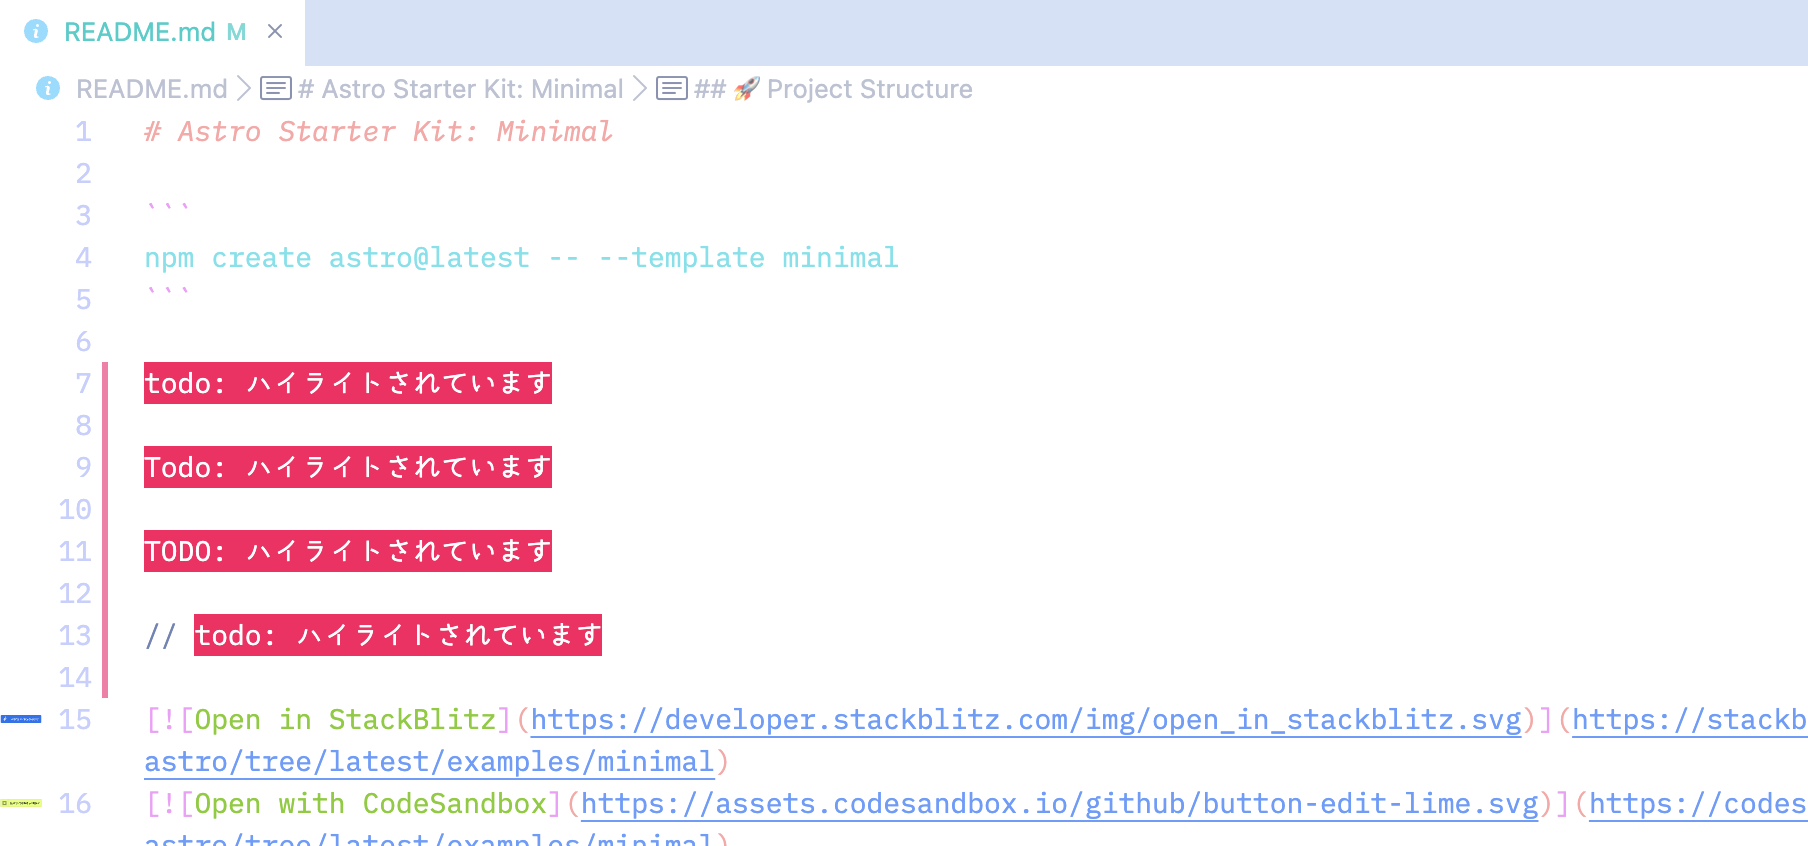 README.md M ×
README.md > # Astro Starter Kit: Minimal > ## 🚀 Project Structure
1 # Astro Starter Kit: Minimal
2
3 ```
4 npm create astro@latest -- --template minimal
5 ```
6
7 todo: ハイライトされています
8
9 Todo: ハイライトされています
10
11 TODO: ハイライトされています
12
13 // todo: ハイライトされています
14
15 [![Open in StackBlitz](https://developer.stackblitz.com/img/open_in_stackblitz.svg)](https://stackb
astro/tree/latest/examples/minimal)
16 [![Open with CodeSandbox](https://assets.codesandbox.io/github/button-edit-lime.svg)](https://codes
astro/tree/latest/examples/minimal)